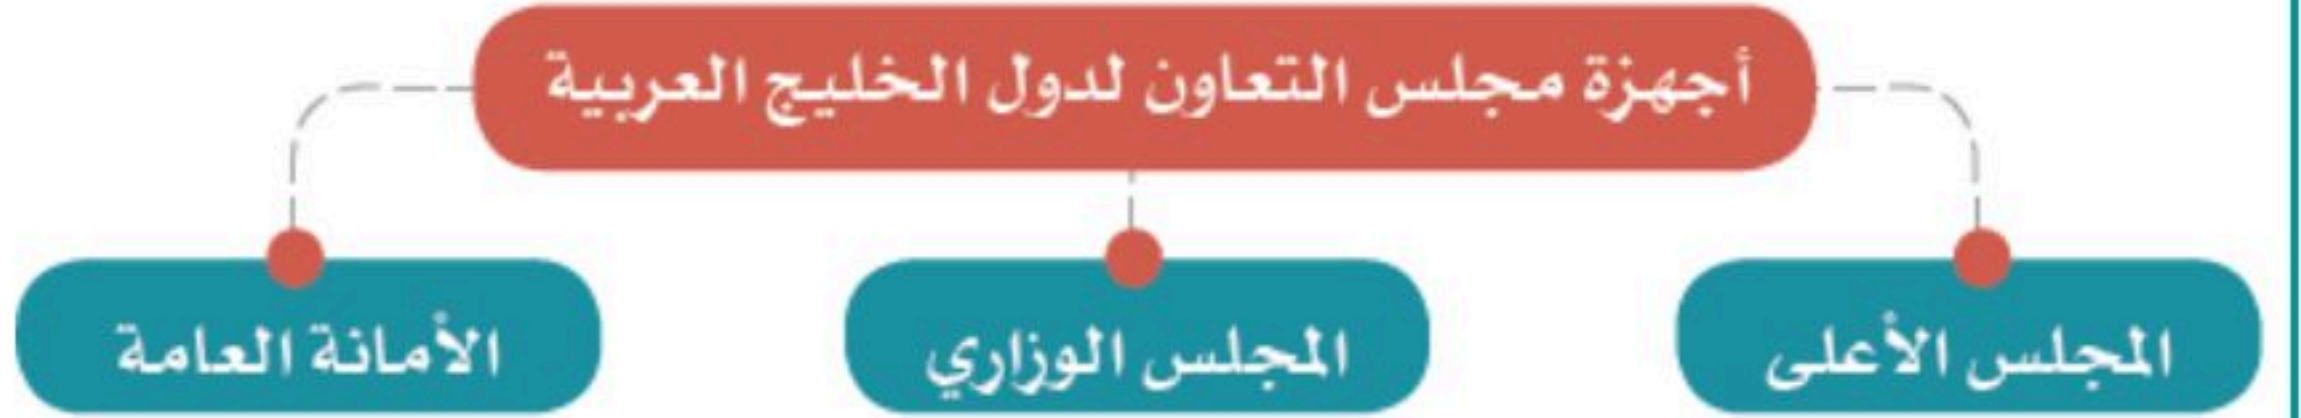 أجهزة مجلس التعاون لدول الخليج العربية
المجلس الأعلى
المجلس الوزاري
الأمانة العامة